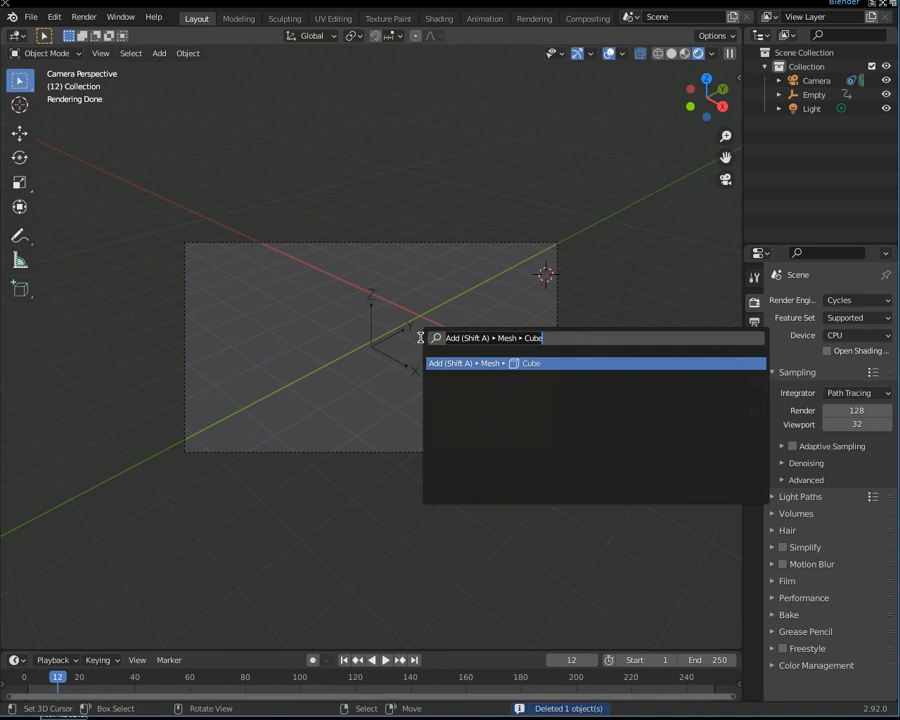 Blender
File Edit Render Window Help Layout Modeling Sculpting UV Editing Texture Paint Shading Animation Rendering Compositing Scene View Layer
Global Options
Object Mode View Select Add Object
Scene Collection
Collection
Camera
Empty
Light
Camera Perspective
(12) Collection
Rendering Done
Z
Y
X
Z
Y
X
Add (Shift A) ▸ Mesh ▸ Cube
Add (Shift A) ▸ Mesh ▸ Cube
Scene
Render Engi... Cycles
Feature Set Supported
Device CPU
Open Shading ...
Sampling
Integrator Path Tracing
Render 128
Viewport 32
Adaptive Sampling
Denoising
Advanced
Light Paths
Volumes
Hair
Simplify
Motion Blur
Film
Performance
Bake
Grease Pencil
Freestyle
Color Management
Playback Keying View Marker 12 Start 1 End 250
0 12 20 40 60 80 100 120 140 160 180 200 220 240
Set 3D Cursor Box Select Rotate View Select Move Deleted 1 object(s) 2.92.0